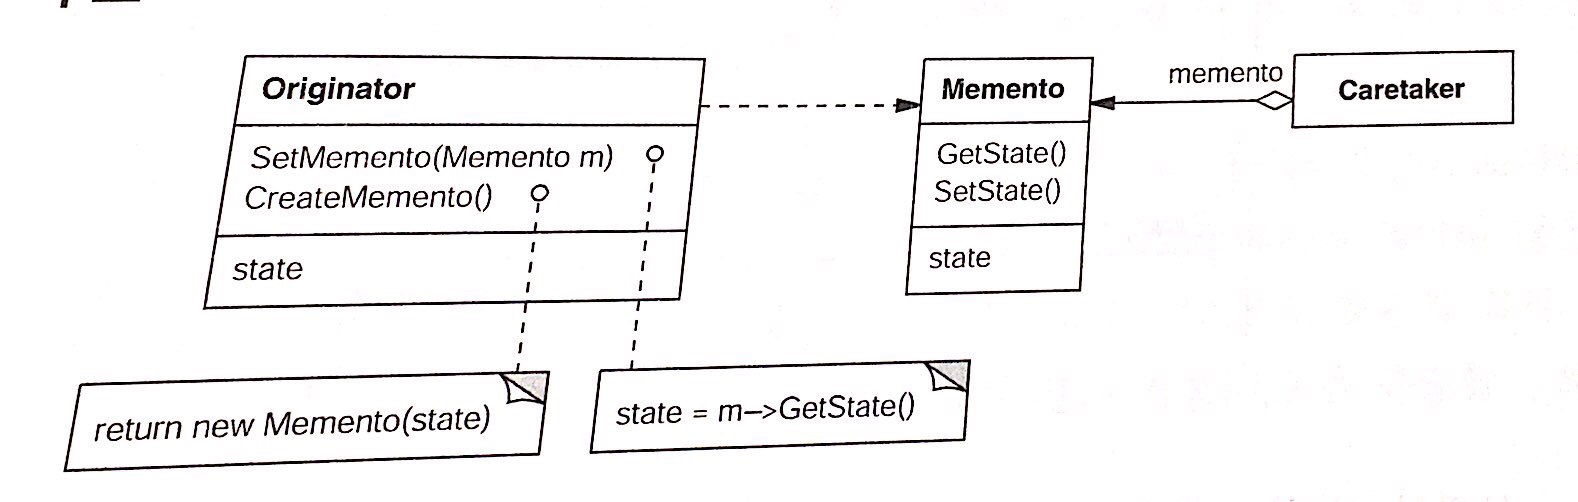 Originator
SetMemento(Memento m)
CreateMemento()
state
return new Memento(state)
state = m->GetState()
Memento
GetState()
SetState()
state
memento
Caretaker